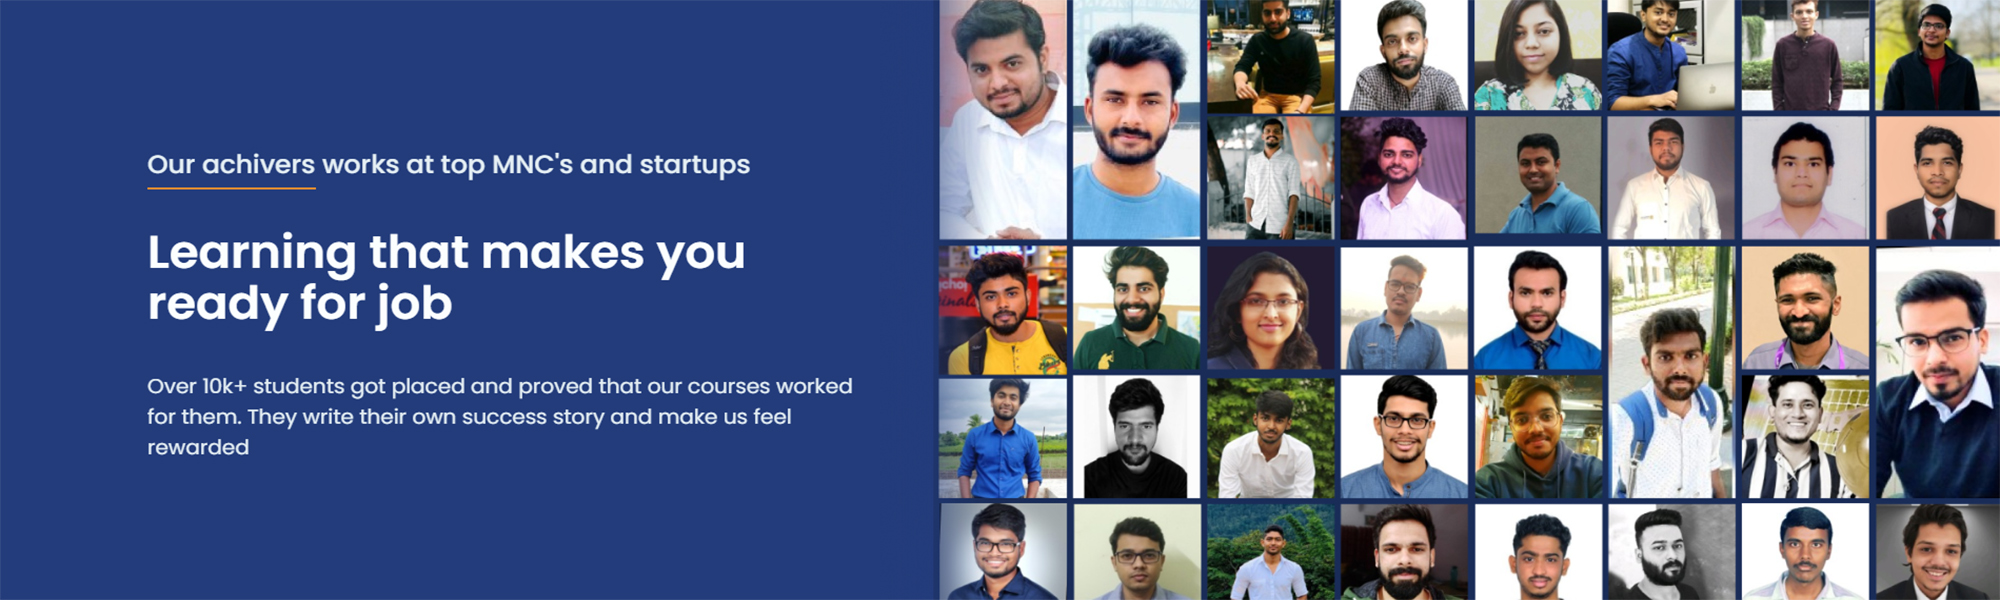 Our achivers works at top MNC's and startups
Learning that makes you
ready for job
Over 10k+ students got placed and proved that our courses worked
for them. They write their own success story and make us feel
rewarded